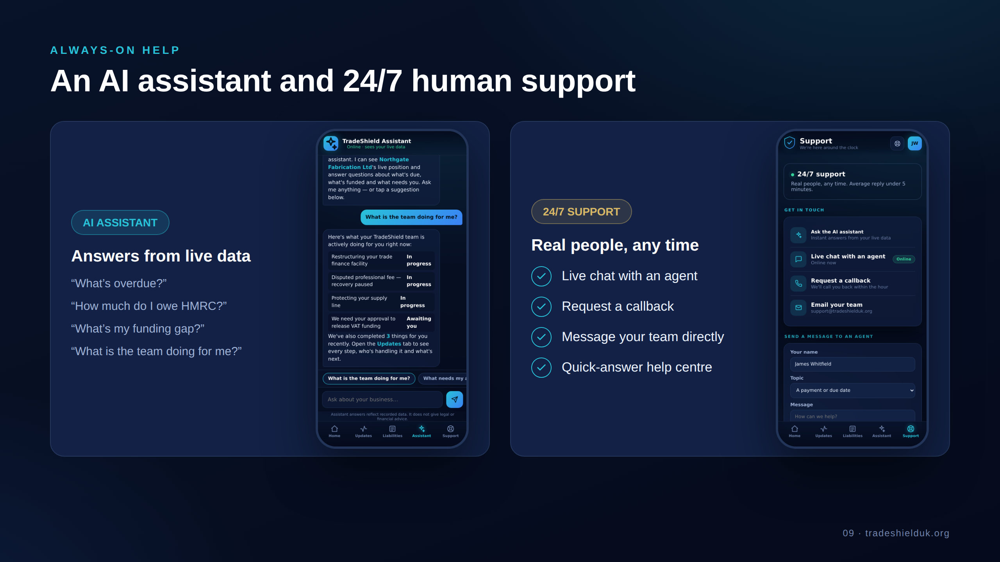 ALWAYS-ON HELP
An AI assistant and 24/7 human support
AI ASSISTANT
Answers from live data
“What’s overdue?”
“How much do I owe HMRC?”
“What’s my funding gap?”
“What is the team doing for me?”
TradeShield Assistant
Online · sees your live data
assistant. I can see Northgate
Fabrication Ltd's live position and
answer questions about what's due,
what's funded and what needs you. Ask
me anything — or tap a suggestion
below.
What is the team doing for me?
Here's what your TradeShield team is
actively doing for you right now:
Restructuring your trade In
finance facility progress
Disputed professional fee — In
recovery paused progress
Protecting your supply In
line progress
We need your approval to Awaiting
release VAT funding you
We've also completed 3 things for you
recently. Open the Updates tab to see
every step, who's handling it and what's
next.
What is the team doing for me? What needs my
Ask about your business...
Assistant answers reflect recorded data. It does not give legal or
financial advice.
Home Updates Liabilities Assistant Support
24/7 SUPPORT
Real people, any time
Live chat with an agent
Request a callback
Message your team directly
Quick-answer help centre
Support
We're here around the clock
JW
24/7 support
Real people, any time. Average reply under 5
minutes.
GET IN TOUCH
Ask the AI assistant
Instant answers from your live data
Live chat with an agent
Online now
Online
Request a callback
We'll call you back within the hour
Email your team
support@tradeshielduk.org
SEND A MESSAGE TO AN AGENT
Your name
James Whitfield
Topic
A payment or due date
Message
How can we help?
Home Updates Liabilities Assistant Support
09 · tradeshielduk.org